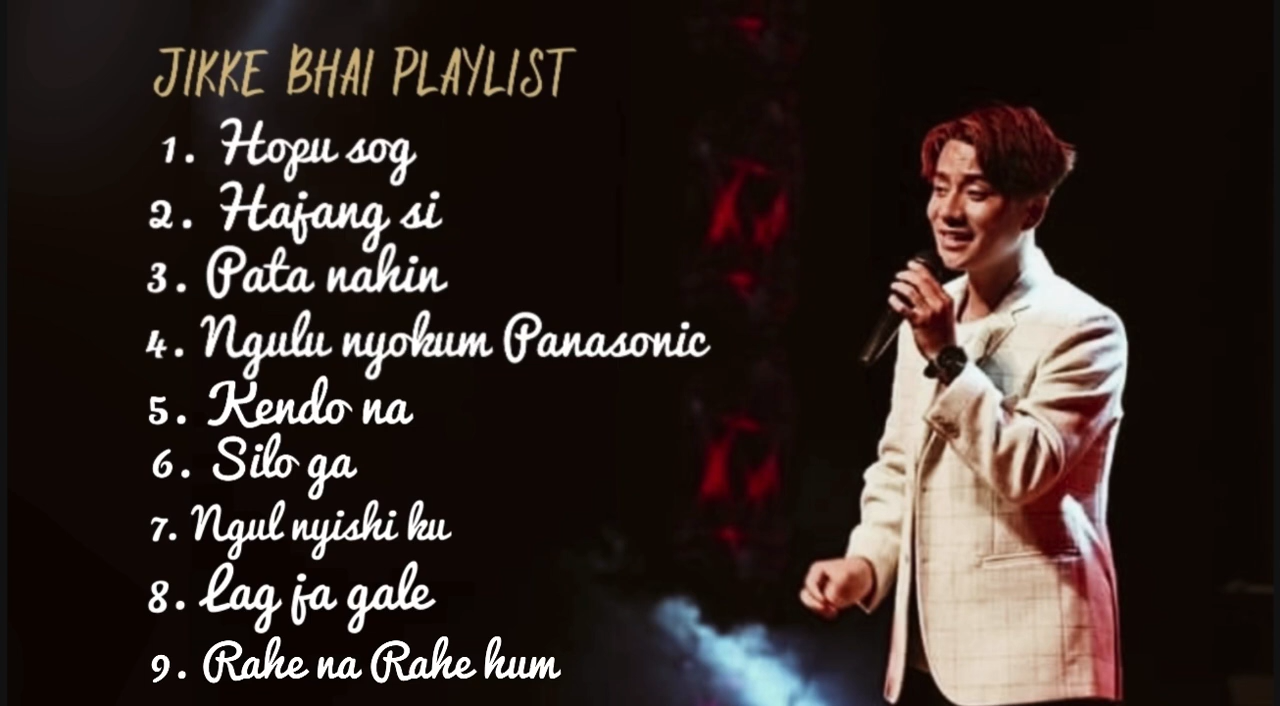 JIKKE BHAI PLAYLIST
1. Hopu sog
2. Hajang si
3. Pata nahin
4. Ngulu nyokum Panasonic
5. Kendo na
6. Silo ga
7. Ngul nyishi ku
8. Lag ja gale
9. Rahe na Rahe hum